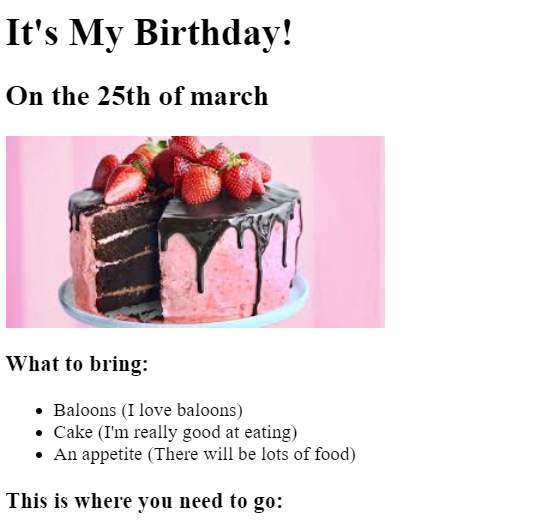 It's My Birthday!
On the 25th of march
What to bring:
Baloons (I love baloons)
Cake (I'm really good at eating)
An appetite (There will be lots of food)
This is where you need to go: